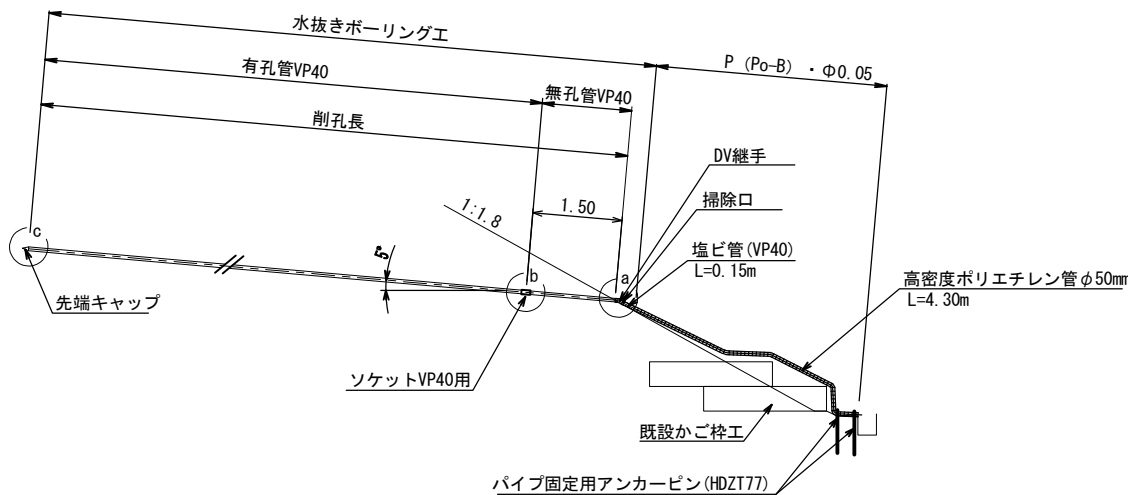 水抜きボーリング工
P (Po-B) ・ Φ0.05
有孔管VP40
無孔管VP40
削孔長
DV継手
掃除口
1.50
1:1.8
塩ビ管(VP40)
L=0.15m
c
5°
b
a
高密度ポリエチレン管φ50mm
L=4.30m
先端キャップ
ソケットVP40用
既設かご枠工
パイプ固定用アンカーピン(HDZT77)